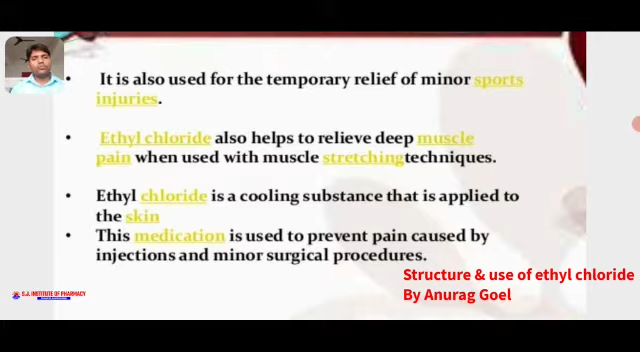 • It is also used for the temporary relief of minor sports
injuries.
• Ethyl chloride also helps to relieve deep muscle
pain when used with muscle stretchingtechniques.
• Ethyl chloride is a cooling substance that is applied to
the skin
• This medication is used to prevent pain caused by
injections and minor surgical procedures.
Structure & use of ethyl chloride
By Anurag Goel
S.J. INSTITUTE OF PHARMACY